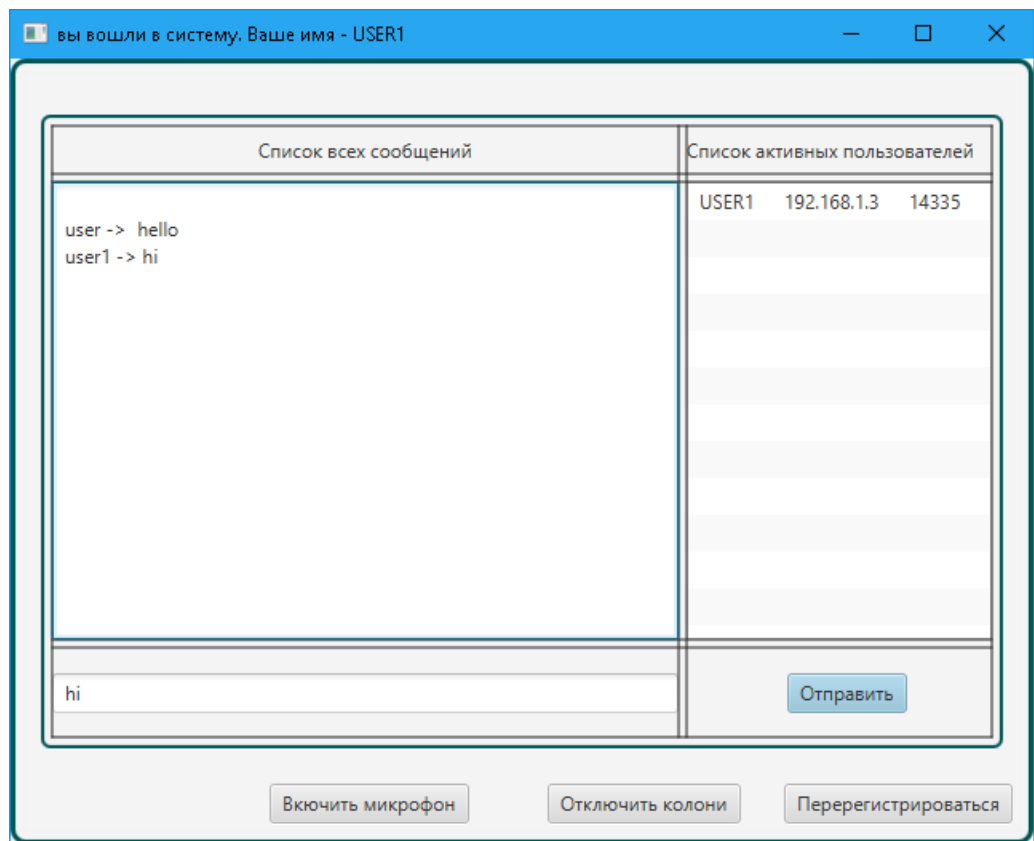 вы вошли в систему. Ваше имя - USER1
Список всех сообщений
Список активных пользователей
user -> hello
user1 -> hi
USER1 192.168.1.3 14335
hi
Отправить
Вкючить микрофон
Отключить колони
Перерегистрироваться